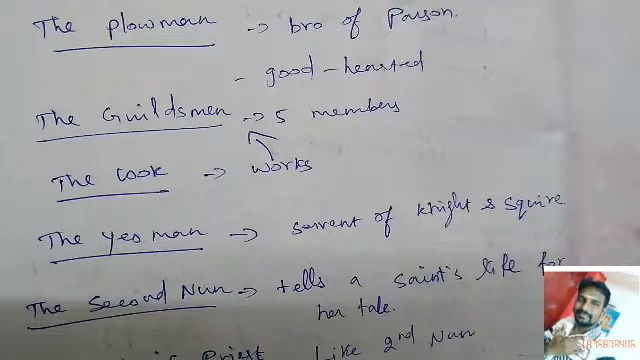 The Plowman -> bro of Parson.
- good-hearted
The Guildsmen -> 5 members
The Cook -> works
The Yeoman -> servant of Knight & Squire
The Second Nun -> tells a saint's life for
her tale.
Priest Like 2nd Nun